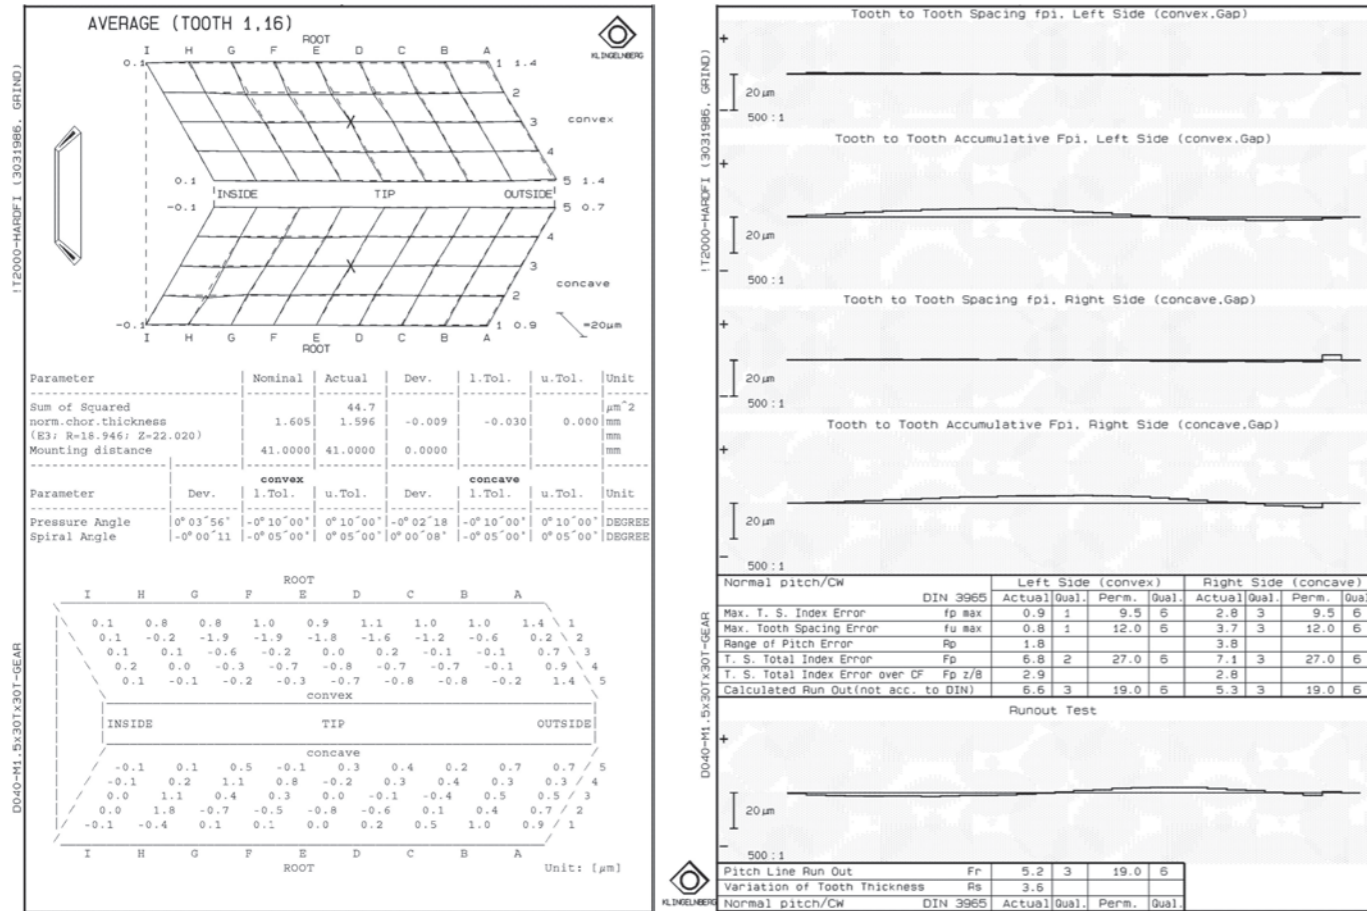 AVERAGE (TOOTH 1,16)
KLINGELNBERG
!T2000-HARDFI (3031986, GRIND)
D040-M1.5x30Tx30T-GEAR
ROOT
I H G F E D C B A
0.1 1 1.4
2
3 convex
4
0.1 5 1.4
INSIDE TIP OUTSIDE
-0.1 5 0.7
4
3
concave
2
-0.1 1 0.9
=20µm
I H G F E D C B A
ROOT
Parameter Nominal Actual Dev. l.Tol. u.Tol. Unit
Sum of Squared 44.7 µm^2
norm.chor.thickness 1.605 1.596 -0.009 -0.030 0.000 mm
(E3; R=18.946; Z=22.020) mm
Mounting distance 41.0000 41.0000 0.0000 mm
convex concave
Parameter Dev. l.Tol. u.Tol. Dev. l.Tol. u.Tol. Unit
Pressure Angle 0°03´56" -0°10´00" 0°10´00" -0°02´18 -0°10´00" 0°10´00" DEGREE
Spiral Angle -0°00´11 -0°05´00" 0°05´00" 0°00´08" -0°05´00" 0°05´00" DEGREE
ROOT
I H G F E D C B A
0.1 0.8 0.8 1.0 0.9 1.1 1.0 1.0 1.4 1
0.1 -0.2 -1.9 -1.9 -1.8 -1.6 -1.2 -0.6 0.2 2
0.1 0.1 -0.6 -0.2 0.0 0.2 -0.1 -0.1 0.7 3
0.2 0.0 -0.3 -0.7 -0.8 -0.7 -0.7 -0.1 0.9 4
0.1 -0.1 -0.2 -0.3 -0.7 -0.8 -0.8 -0.2 1.4 5
convex
INSIDE TIP OUTSIDE
concave
-0.1 0.1 0.5 -0.1 0.3 0.4 0.2 0.7 0.7 5
-0.1 0.2 1.1 0.8 -0.2 0.3 0.4 0.3 0.3 4
0.0 1.1 0.4 0.3 0.0 -0.1 -0.4 0.5 0.5 3
0.0 1.8 -0.7 -0.5 -0.8 -0.6 0.1 0.4 0.7 2
-0.1 -0.4 0.1 0.1 0.0 0.2 0.5 1.0 0.9 1
I H G F E D C B A
ROOT Unit: [µm]
KLINGELNBERG
!T2000-HARDFI (3031986, GRIND)
D040-M1.5x30Tx30T-GEAR
Tooth to Tooth Spacing fpi, Left Side (convex,Gap)
+
20 µm
500 : 1
Tooth to Tooth Accumulative Fpi, Left Side (convex,Gap)
+
20 µm
-
500 : 1
Tooth to Tooth Spacing fpi, Right Side (concave,Gap)
+
20 µm
500 : 1
Tooth to Tooth Accumulative Fpi, Right Side (concave,Gap)
+
20 µm
-
500 : 1
Normal pitch/CW Left Side (convex) Right Side (concave)
DIN 3965 Actual Qual. Perm. Qual. Actual Qual. Perm. Qual
Max. T. S. Index Error fp max 0.9 1 9.5 6 2.8 3 9.5 6
Max. Tooth Spacing Error fu max 0.8 1 12.0 6 3.7 3 12.0 6
Range of Pitch Error Rp 1.8 3.8
T. S. Total Index Error Fp 6.8 2 27.0 6 7.1 3 27.0 6
T. S. Total Index Error over CF Fp z/8 2.9 2.8
Calculated Run Out(not acc. to DIN) 6.6 3 19.0 6 5.3 3 19.0 6
Runout Test
+
20 µm
-
500 : 1
Pitch Line Run Out Fr 5.2 3 19.0 6
Variation of Tooth Thickness Rs 3.6
Normal pitch/CW DIN 3965 Actual Qual. Perm. Qual.